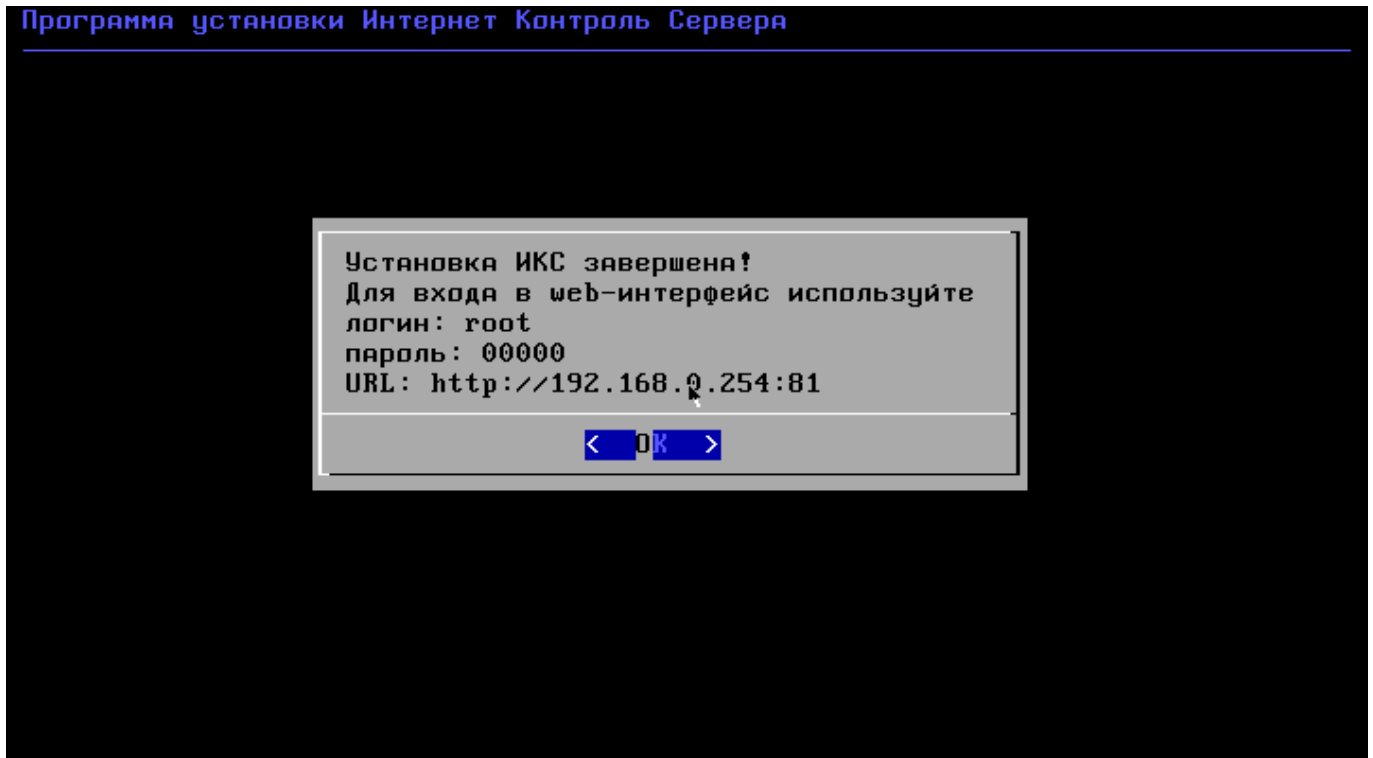 Программа установки Интернет Контроль Сервера
Установка ИКС завершена!
Для входа в web-интерфейс используйте
логин: root
пароль: 00000
URL: http://192.168.0.254:81
< OK >